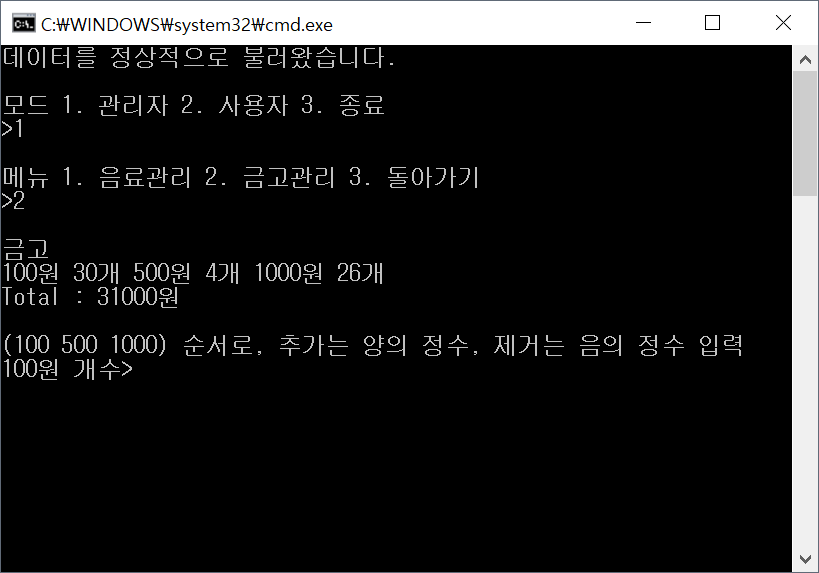 C:₩WINDOWS₩system32₩cmd.exe
데이터를 정상적으로 불러왔습니다.
모드 1. 관리자 2. 사용자 3. 종료
>1
메뉴 1. 음료관리 2. 금고관리 3. 돌아가기
>2
금고
100원 30개 500원 4개 1000원 26개
Total : 31000원
(100 500 1000) 순서로, 추가는 양의 정수, 제거는 음의 정수 입력
100원 개수>